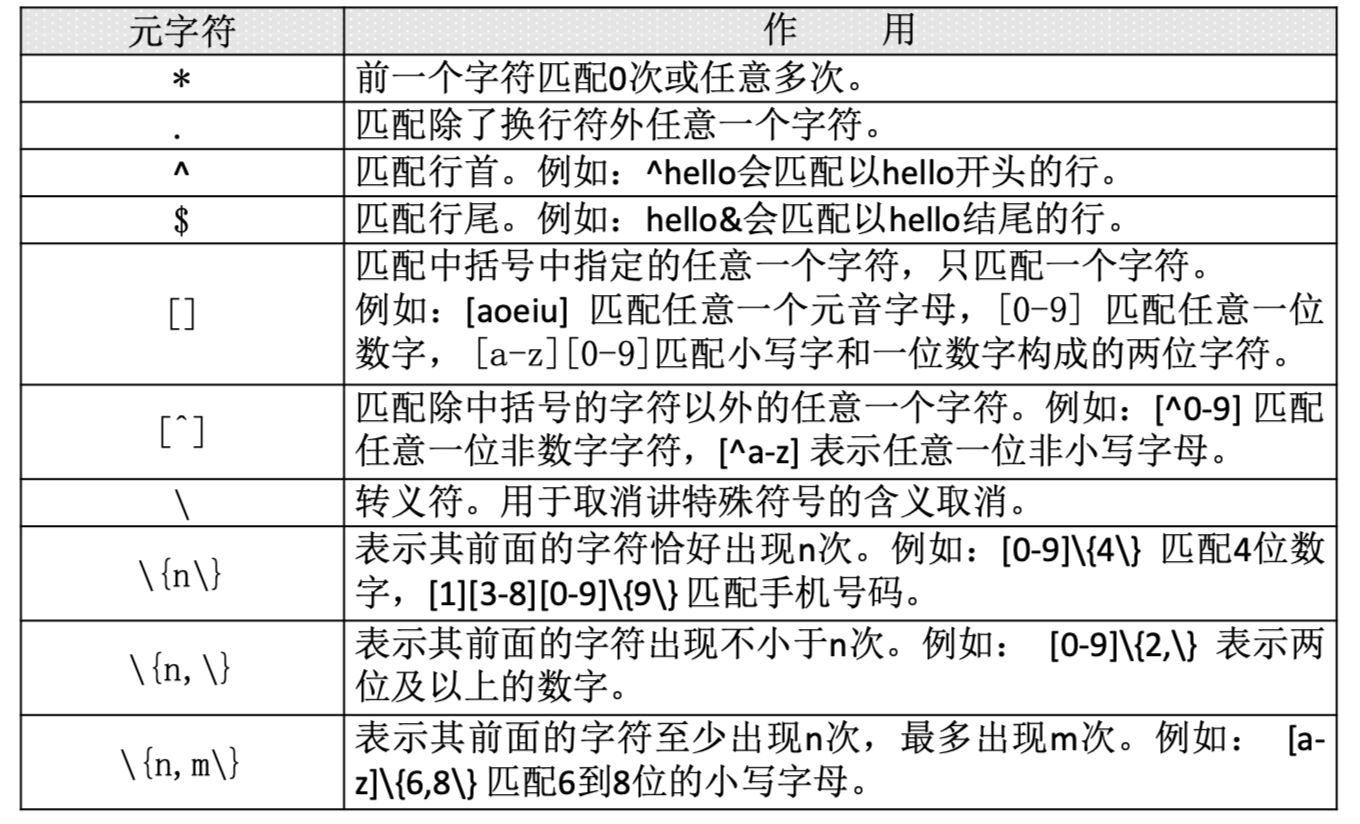 元字符 作 用
* 前一个字符匹配0次或任意多次。
. 匹配除了换行符外任意一个字符。
^ 匹配行首。例如：^hello会匹配以hello开头的行。
$ 匹配行尾。例如：hello&会匹配以hello结尾的行。
匹配中括号中指定的任意一个字符，只匹配一个字符。
[] 例如：[aoeiu] 匹配任意一个元音字母，[0-9] 匹配任意一位
数字， [a-z][0-9]匹配小写字和一位数字构成的两位字符。
[^] 匹配除中括号的字符以外的任意一个字符。例如：[^0-9] 匹配
任意一位非数字字符，[^a-z] 表示任意一位非小写字母。
\ 转义符。用于取消讲特殊符号的含义取消。
\{n\} 表示其前面的字符恰好出现n次。例如：[0-9]\{4\} 匹配4位数
字，[1][3-8][0-9]\{9\} 匹配手机号码。
\{n,\} 表示其前面的字符出现不小于n次。例如： [0-9]\{2,\} 表示两
位及以上的数字。
\{n,m\} 表示其前面的字符至少出现n次，最多出现m次。例如： [a-
z]\{6,8\} 匹配6到8位的小写字母。